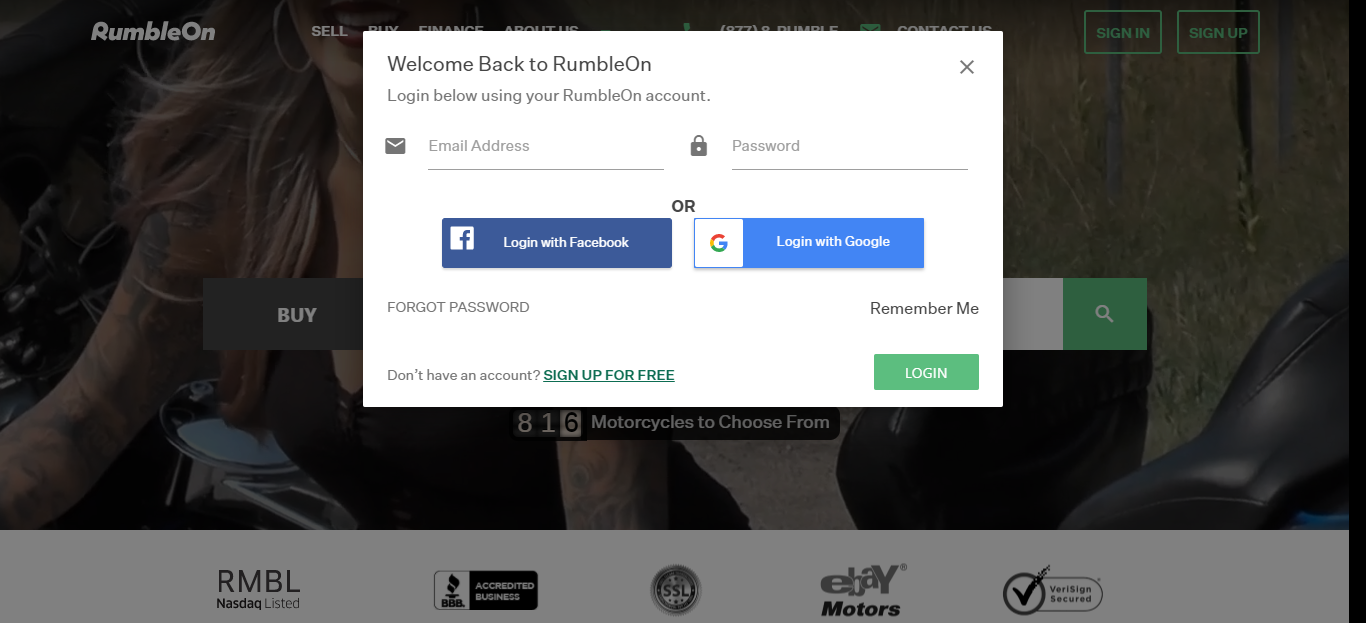 RumbleOn
SELL BUY FINANCE ABOUT US (877) 8-RUMBLE CONTACT US
SIGN IN SIGN UP
Welcome Back to RumbleOn
Login below using your RumbleOn account.
Email Address Password
OR
Login with Facebook Login with Google
FORGOT PASSWORD Remember Me
BUY
Don't have an account? SIGN UP FOR FREE LOGIN
816 Motorcycles to Choose From
RMBL
Nasdaq Listed
BBB. ACCREDITED
BUSINESS
SSL
ebaY®
Motors
VeriSign
Secured